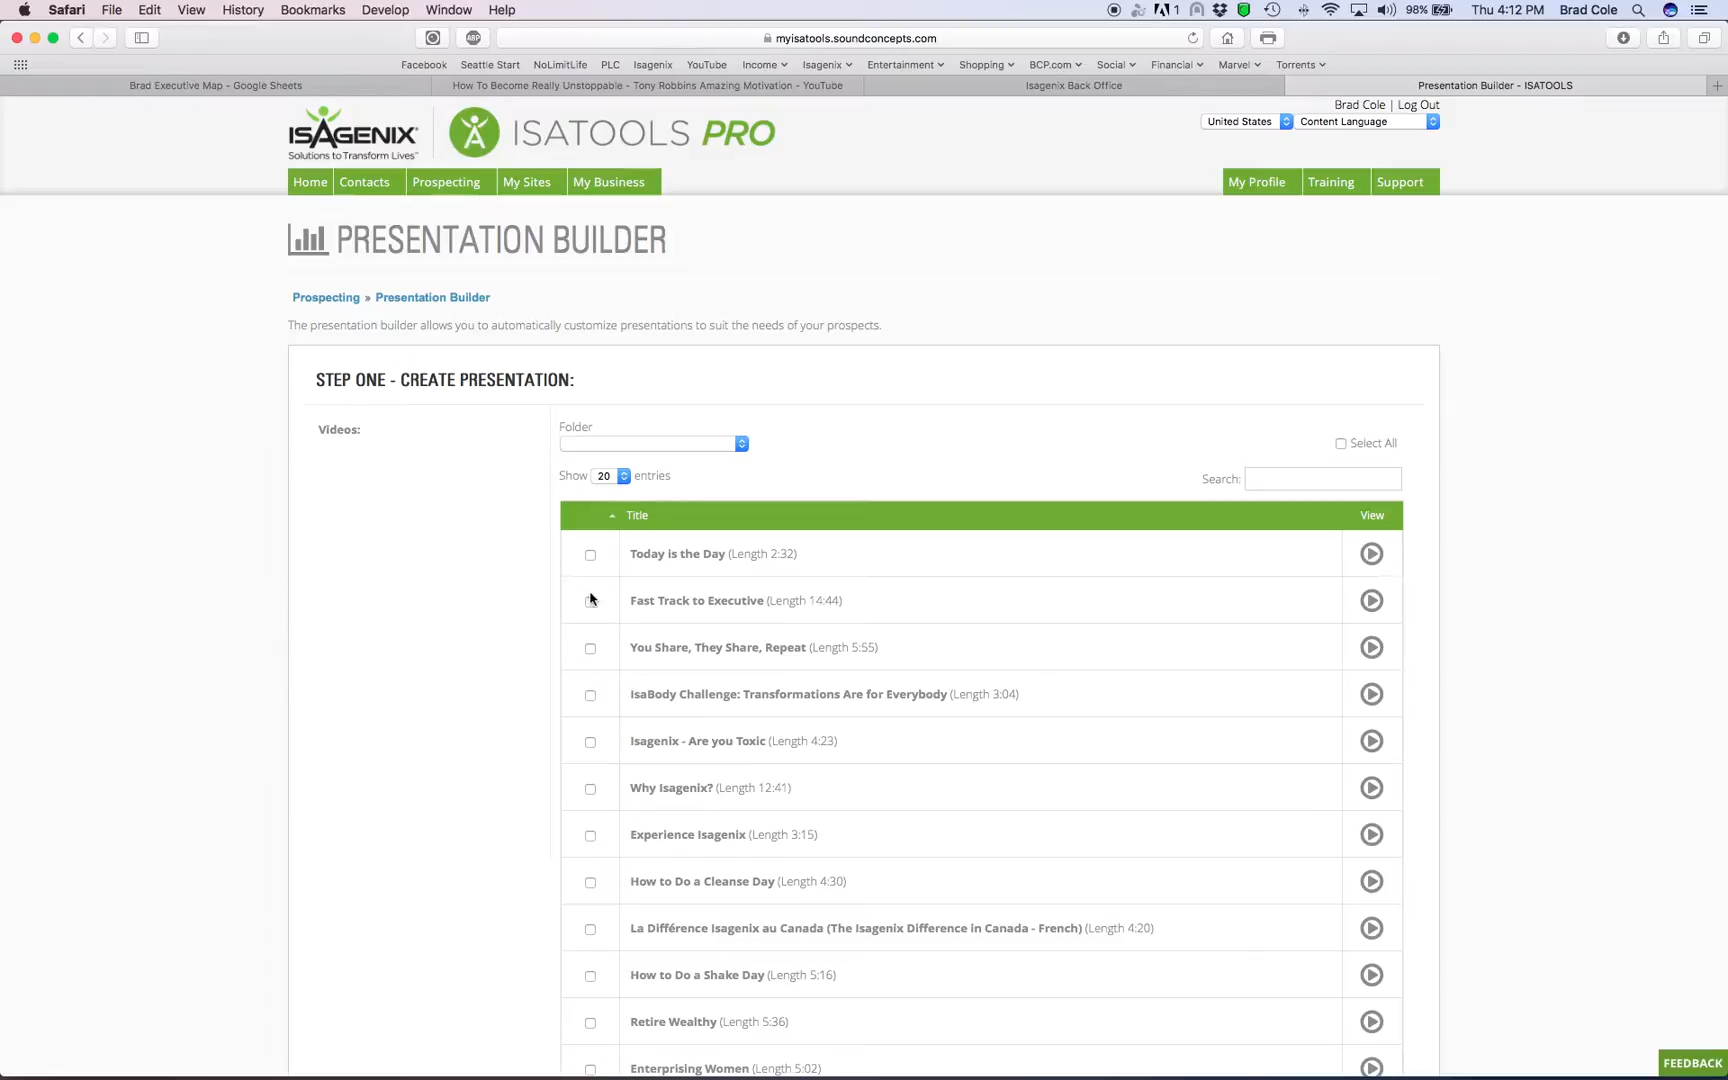 Safari File Edit View History Bookmarks Develop Window Help 1 98% Thu 4:12 PM Brad Cole
ABP myisatools.soundconcepts.com
Facebook Seattle Start NoLimitLife PLC Isagenix YouTube Income Isagenix Entertainment Shopping BCP.com Social Financial Marvel Torrents
Brad Executive Map - Google Sheets How To Become Really Unstoppable - Tony Robbins Amazing Motivation - YouTube Isagenix Back Office Presentation Builder - ISATOOLS
Brad Cole | Log Out
United States Content Language
ISAGENIX
Solutions to Transform Lives™
ISATOOLS PRO
Home Contacts Prospecting My Sites My Business My Profile Training Support
PRESENTATION BUILDER
Prospecting » Presentation Builder
The presentation builder allows you to automatically customize presentations to suit the needs of your prospects.
STEP ONE - CREATE PRESENTATION:
Videos:
Folder
Select All
Show 20 entries
Search:
Title View
Today is the Day (Length 2:32)
Fast Track to Executive (Length 14:44)
You Share, They Share, Repeat (Length 5:55)
IsaBody Challenge: Transformations Are for Everybody (Length 3:04)
Isagenix - Are you Toxic (Length 4:23)
Why Isagenix? (Length 12:41)
Experience Isagenix (Length 3:15)
How to Do a Cleanse Day (Length 4:30)
La Différence Isagenix au Canada (The Isagenix Difference in Canada - French) (Length 4:20)
How to Do a Shake Day (Length 5:16)
Retire Wealthy (Length 5:36)
Enterprising Women (Length 5:02)
FEEDBACK